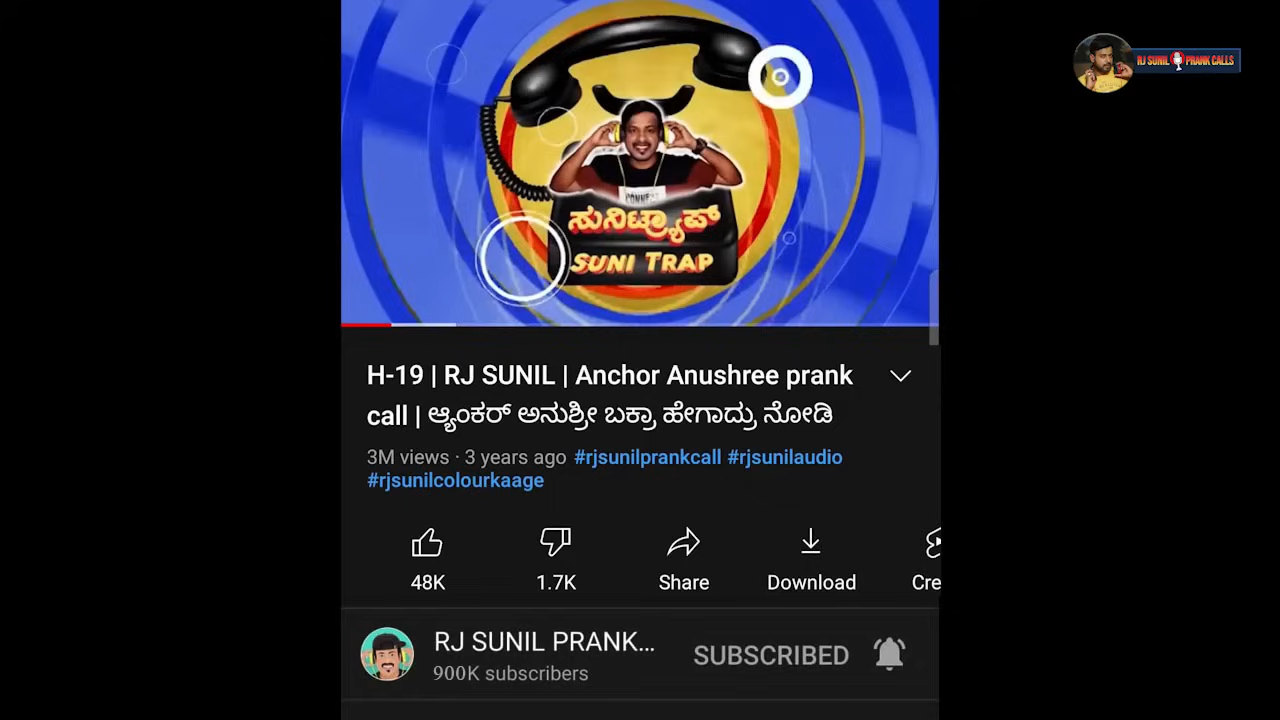 RJ SUNIL PRANK CALLS
CONNE
ಸುನಿಟ್ರ್ಯಾಪ್
SUNI TRAP
H-19 | RJ SUNIL | Anchor Anushree prank
call | ಆ್ಯಂಕರ್ ಅನುಶ್ರೀ ಬಕ್ರಾ ಹೇಗಾದ್ರು ನೋಡಿ
3M views · 3 years ago #rjsunilprankcall #rjsunilaudio
#rjsunilcolourkaage
48K 1.7K Share Download Cre
RJ SUNIL PRANK...
900K subscribers
SUBSCRIBED